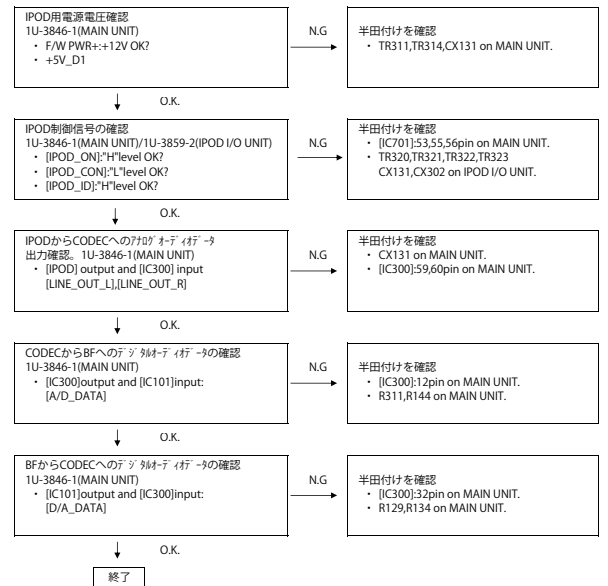 IPOD用電源電圧確認
1U-3846-1(MAIN UNIT)
・ F/W PWR+:+12V OK?
・ +5V_D1
N.G
半田付けを確認
・ TR311,TR314,CX131 on MAIN UNIT.
O.K.
IPOD制御信号の確認
1U-3846-1(MAIN UNIT)/1U-3859-2(IPOD I/O UNIT)
・ [IPOD_ON]:"H"level OK?
・ [IPOD_CON]:"L"level OK?
・ [IPOD_ID]:"H"level OK?
N.G
半田付けを確認
・ [IC701]:53,55,56pin on MAIN UNIT.
・ TR320,TR321,TR322,TR323
CX131,CX302 on IPOD I/O UNIT.
O.K.
IPODからCODECへのｱﾅﾛｸﾞｵｰﾃﾞｨｵﾃﾞｰﾀ
出力確認。1U-3846-1(MAIN UNIT)
・ [IPOD] output and [IC300] input
[LINE_OUT_L],[LINE_OUT_R]
N.G
半田付けを確認
・ CX131 on MAIN UNIT.
・ [IC300]:59,60pin on MAIN UNIT.
O.K.
CODECからBFへのﾃﾞｼﾞﾀﾙｵｰﾃﾞｨｵﾃﾞｰﾀの確認
1U-3846-1(MAIN UNIT)
・ [IC300]output and [IC101]input:
[A/D_DATA]
N.G
半田付けを確認
・ [IC300]:12pin on MAIN UNIT.
・ R311,R144 on MAIN UNIT.
O.K.
BFからCODECへのﾃﾞｼﾞﾀﾙｵｰﾃﾞｨｵﾃﾞｰﾀの確認
1U-3846-1(MAIN UNIT)
・ [IC101]output and [IC300]input:
[D/A_DATA]
N.G
半田付けを確認
・ [IC300]:32pin on MAIN UNIT.
・ R129,R134 on MAIN UNIT.
O.K.
終了